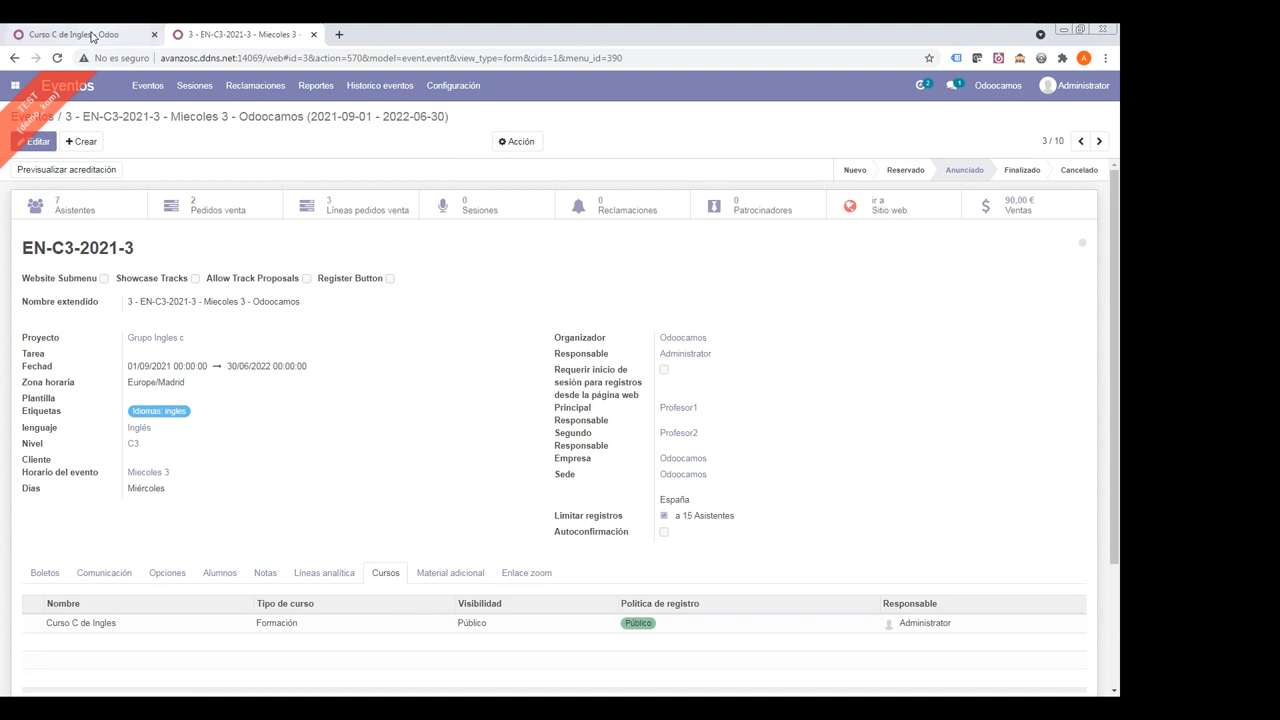 Curso C de Ingles - Odoo
3 - EN-C3-2021-3 - Miecoles 3 -
No es seguro
avanzosc.ddns.net:14069/web#id=3&action=570&model=event.event&view_type=form&cids=1&menu_id=390
A
Eventos
Eventos
Sesiones
Reclamaciones
Reportes
Historico eventos
Configuración
2
1
Odoocamos
Administrator
TEST
Eventos / 3 - EN-C3-2021-3 - Miecoles 3 - Odoocamos (2021-09-01 - 2022-06-30)
Editar
Crear
Acción
3 / 10
Previsualizar acreditación
Nuevo
Reservado
Anunciado
Finalizado
Cancelado
7
Asistentes
2
Pedidos venta
3
Líneas pedidos venta
0
Sesiones
0
Reclamaciones
0
Patrocinadores
ir a
Sitio web
90,00 €
Ventas
EN-C3-2021-3
Website Submenu
Showcase Tracks
Allow Track Proposals
Register Button
Nombre extendido
3 - EN-C3-2021-3 - Miecoles 3 - Odoocamos
Proyecto
Grupo Ingles c
Tarea
Fechad
01/09/2021 00:00:00 → 30/06/2022 00:00:00
Zona horaria
Europe/Madrid
Plantilla
Etiquetas
Idiomas: ingles
lenguaje
Inglés
Nivel
C3
Cliente
Horario del evento
Miecoles 3
Días
Miércoles
Organizador
Odoocamos
Responsable
Administrator
Requerir inicio de
sesión para registros
desde la página web
Principal
Responsable
Profesor1
Segundo
Responsable
Profesor2
Empresa
Odoocamos
Sede
Odoocamos
España
Limitar registros
a 15 Asistentes
Autoconfirmación
Boletos
Comunicación
Opciones
Alumnos
Notas
Líneas analítica
Cursos
Material adicional
Enlace zoom
Nombre
Tipo de curso
Visibilidad
Política de registro
Responsable
Curso C de Ingles
Formación
Público
Público
Administrator